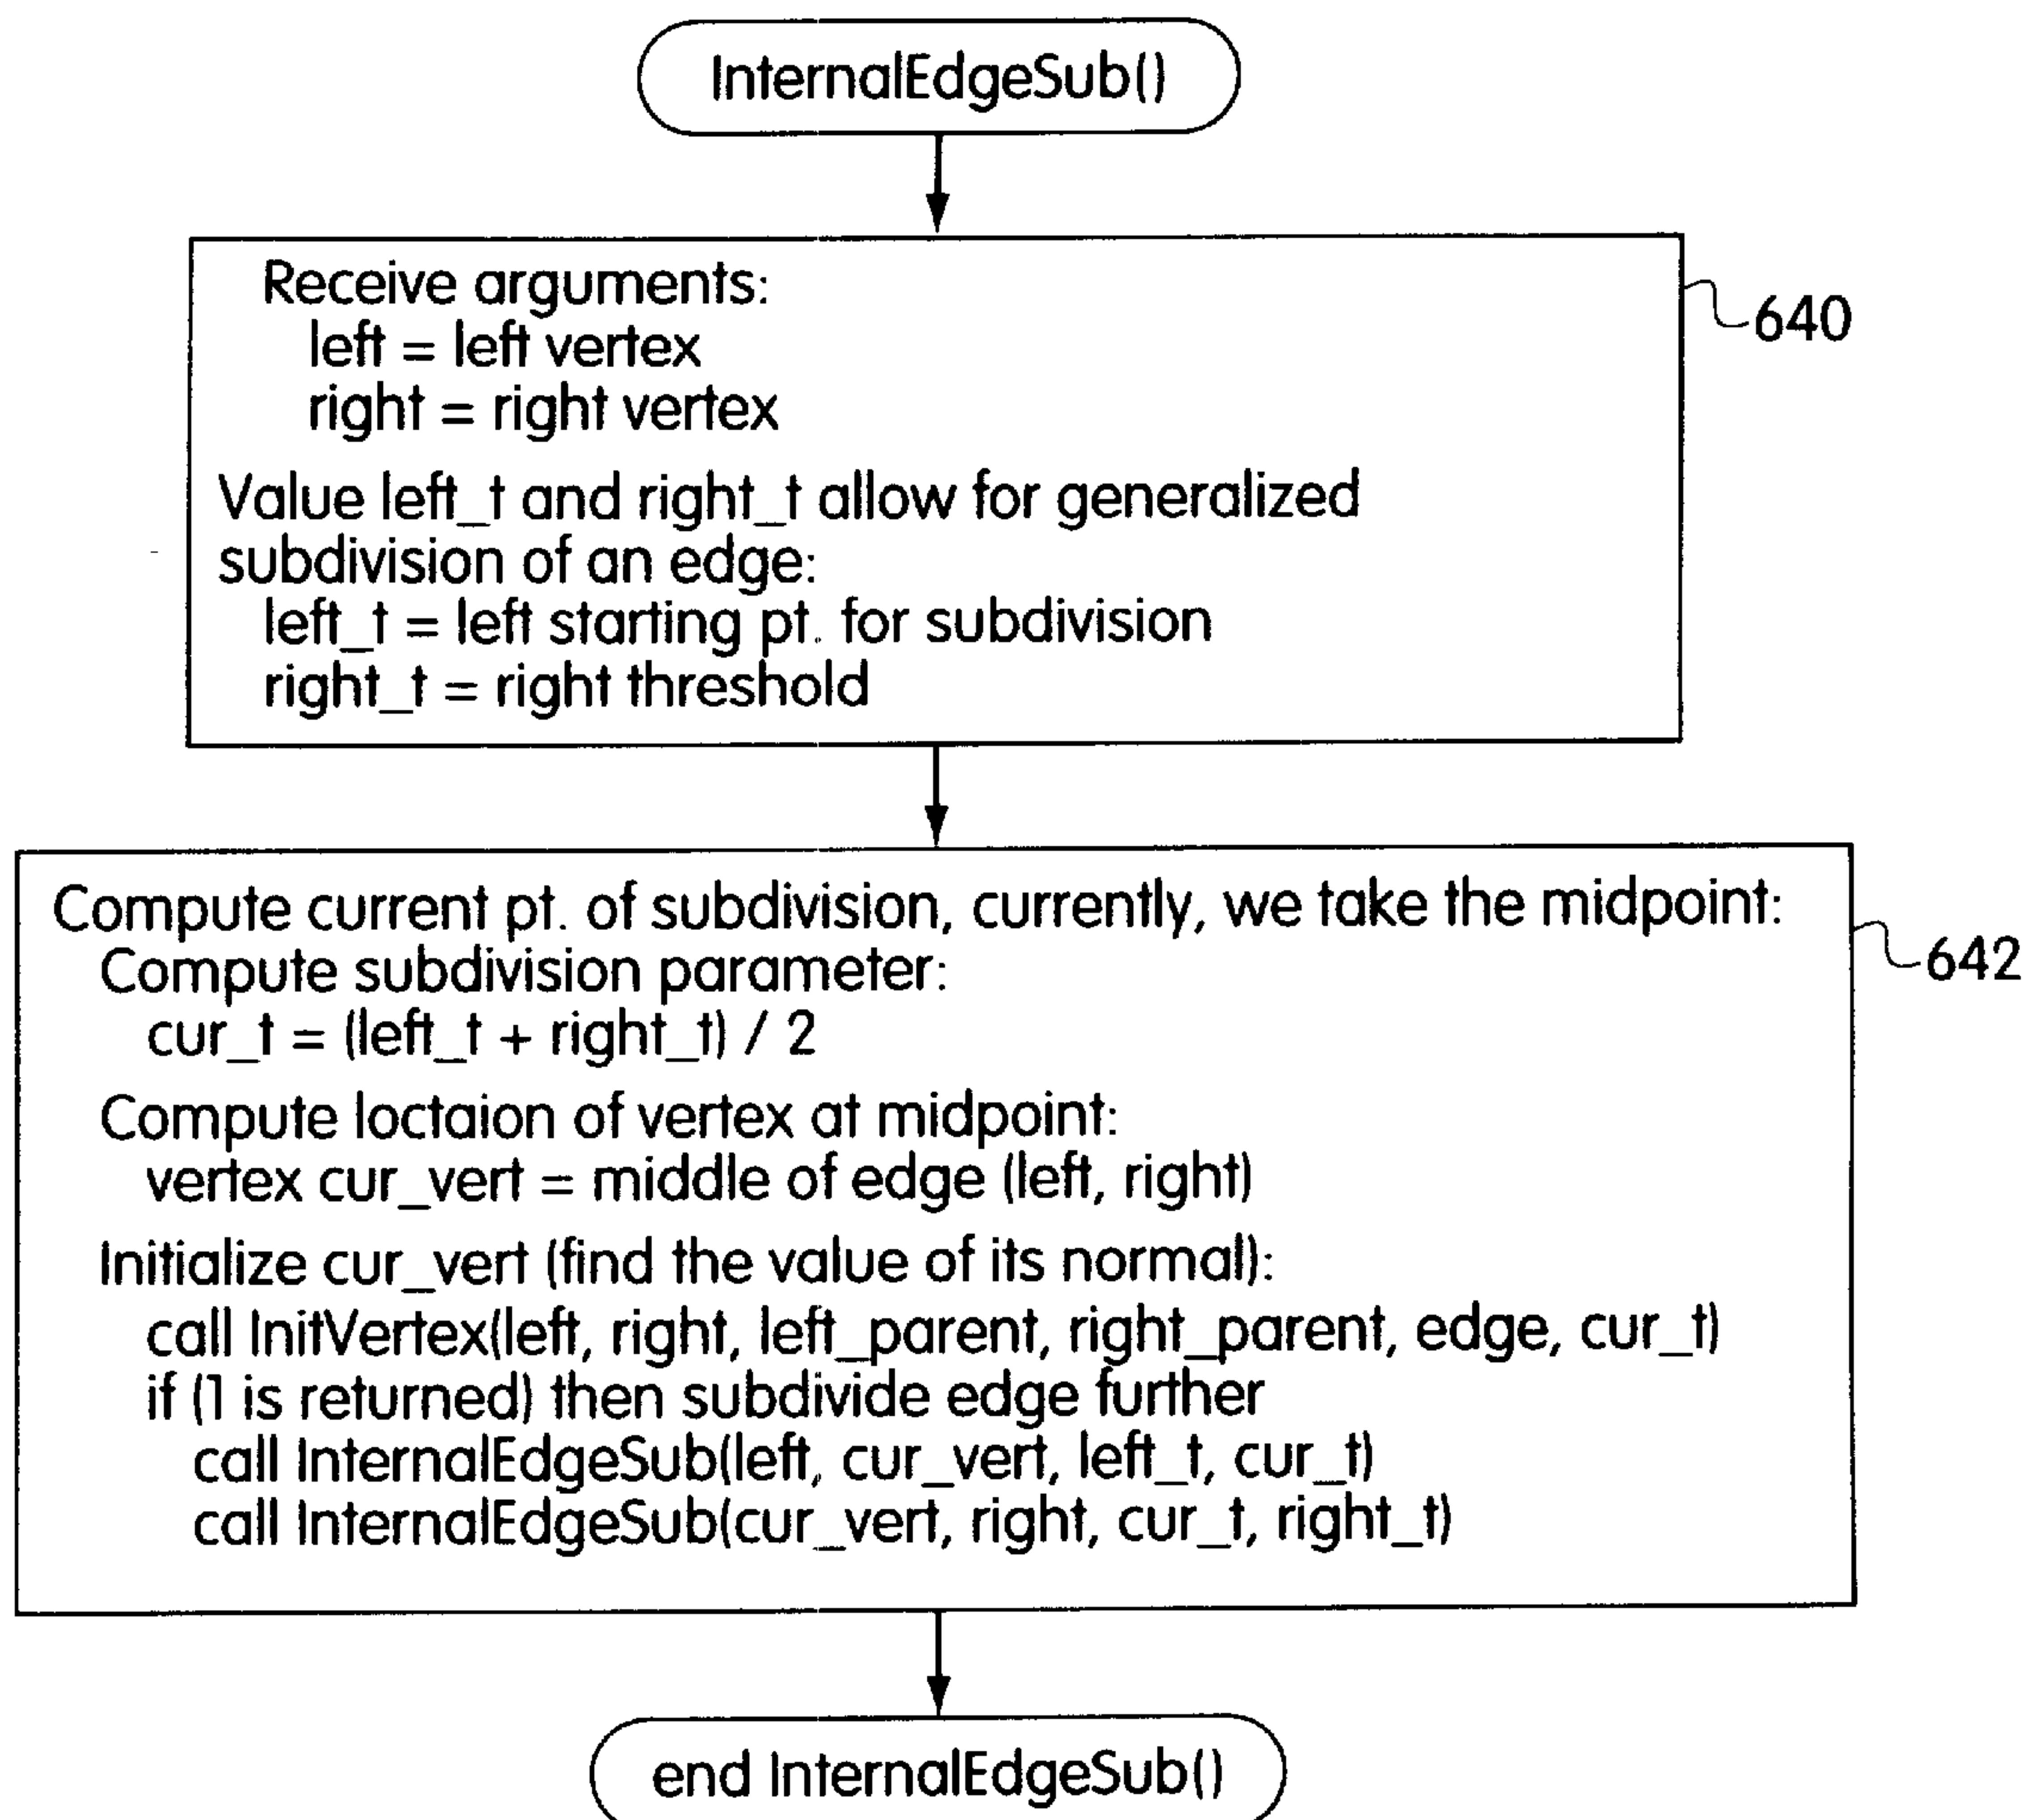 InternalEdgeSub()
Receive arguments:
left = left vertex
right = right vertex
Value left_t and right_t allow for generalized
subdivision of an edge:
left_t = left starting pt. for subdivision
right_t = right threshold
640
Compute current pt. of subdivision, currently, we take the midpoint:
Compute subdivision parameter:
cur_t = (left_t + right_t) / 2
Compute loctaion of vertex at midpoint:
vertex cur_vert = middle of edge (left, right)
Initialize cur_vert (find the value of its normal):
call InitVertex(left, right, left_parent, right_parent, edge, cur_t)
if (1 is returned) then subdivide edge further
call InternalEdgeSub(left, cur_vert, left_t, cur_t)
call InternalEdgeSub(cur_vert, right, cur_t, right_t)
642
end InternalEdgeSub()